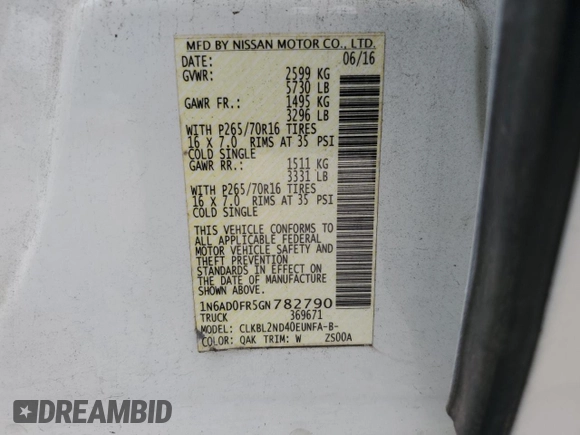 MFD BY NISSAN MOTOR CO., LTD.
DATE: 06/16
GVWR: 2599 KG
5730 LB
GAWR FR.: 1495 KG
3296 LB
WITH P265/70R16 TIRES
16 X 7.0 RIMS AT 35 PSI
COLD SINGLE
GAWR RR.: 1511 KG
3331 LB
WITH P265/70R16 TIRES
16 X 7.0 RIMS AT 35 PSI
COLD SINGLE
THIS VEHICLE CONFORMS TO
ALL APPLICABLE FEDERAL
MOTOR VEHICLE SAFETY AND
THEFT PREVENTION
STANDARDS IN EFFECT ON
THE DATE OF MANUFACTURE
SHOWN ABOVE.
1N6AD0FR5GN782790
TRUCK 369671
MODEL: CLKBL2ND40EUNFA-B-
COLOR: QAK TRIM: W ZS00A
DREAMBID